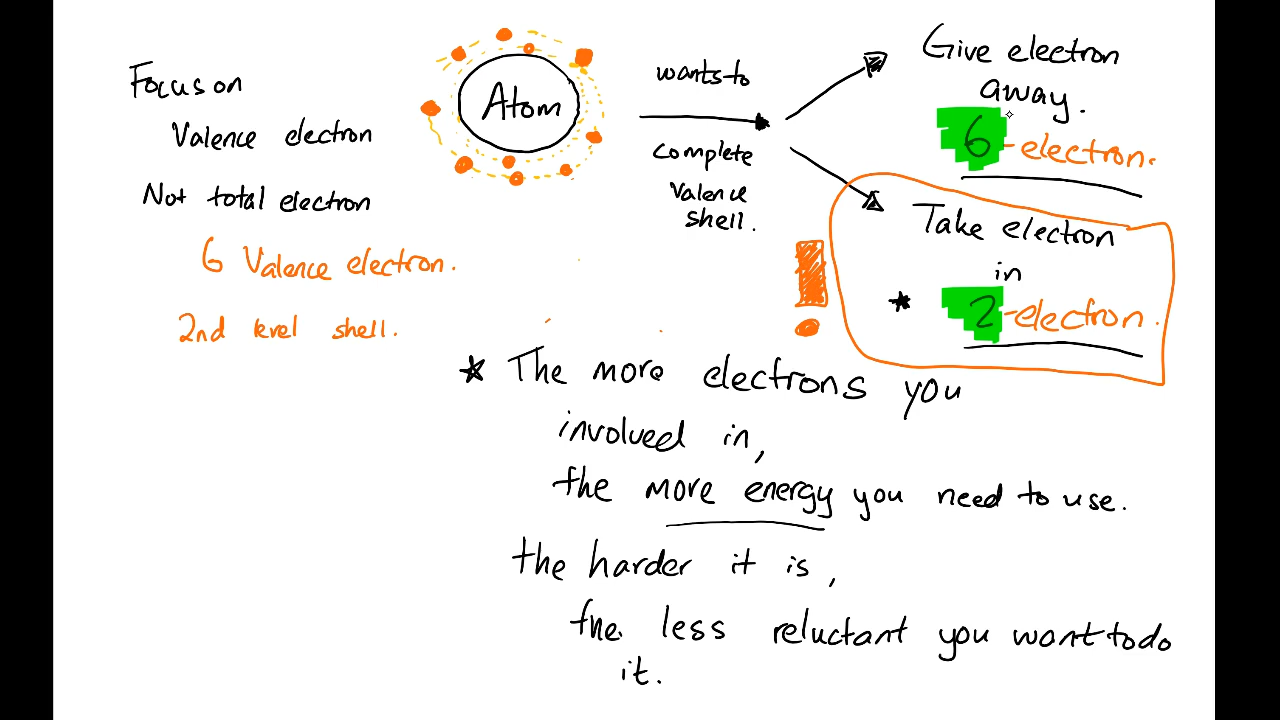 Focus on
Valence electron
Not total electron
6 Valence electron.
2nd level shell.
Atom
wants to
complete
valence
shell.
Give electron
away.
6-electron.
Take electron
in
* 2-electron.
* The more electrons you
involved in,
the more energy you need to use.
the harder it is,
the less reluctant you want to do
it.